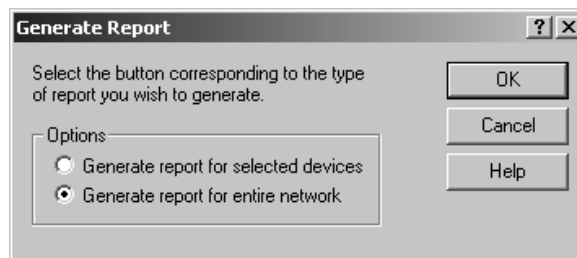 Generate Report
Select the button corresponding to the type
of report you wish to generate.
OK
Cancel
Help
Options
Generate report for selected devices
Generate report for entire network